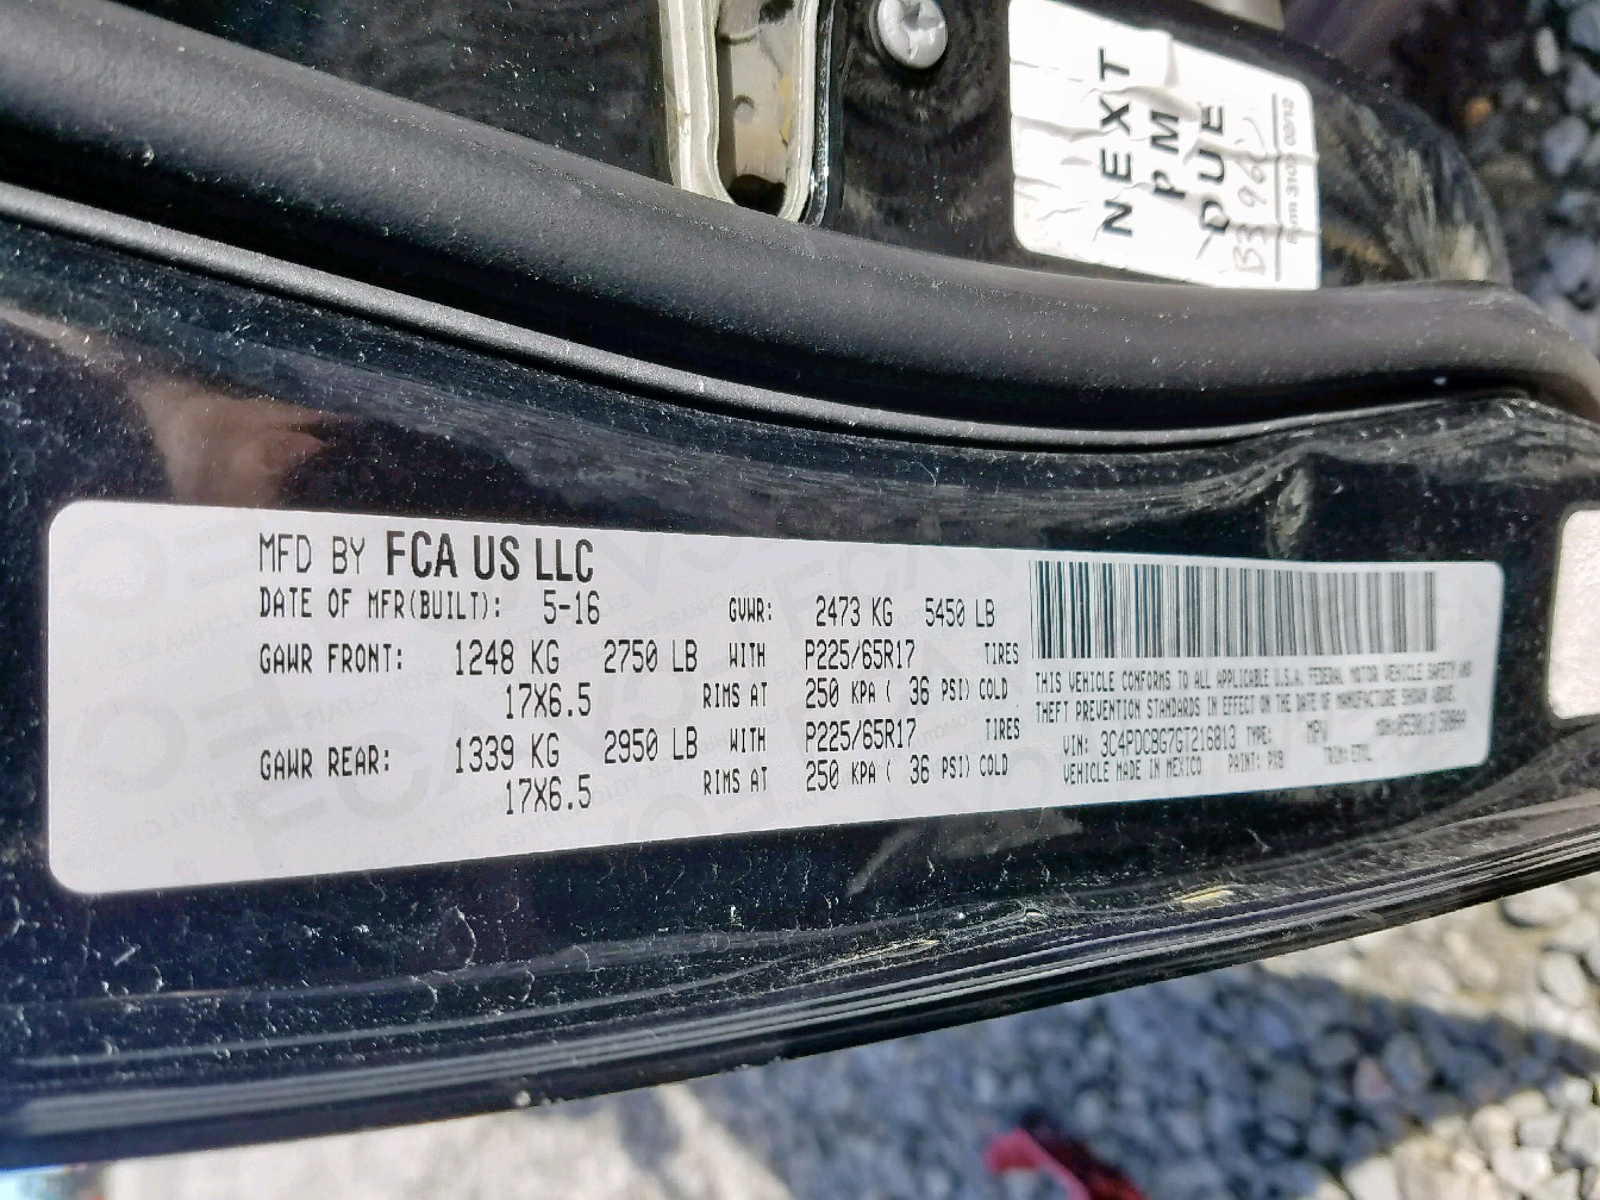 NEXT
PM
DUE
02/12
MFD BY FCA US LLC
DATE OF MFR(BUILT): 5-16 GVWR: 2473 KG 5450 LB
GAWR FRONT: 1248 KG 2750 LB WITH P225/65R17 TIRES
17X6.5 RIMS AT 250 KPA ( 36 PSI) COLD
GAWR REAR: 1339 KG 2950 LB WITH P225/65R17 TIRES
17X6.5 RIMS AT 250 KPA ( 36 PSI) COLD
THIS VEHICLE CONFORMS TO ALL APPLICABLE U.S.A. FEDERAL MOTOR VEHICLE SAFETY AND
THEFT PREVENTION STANDARDS IN EFFECT ON THE DATE OF MANUFACTURE SHOWN ABOVE.
VIN: 3C4PDCBG7GT216813 TYPE: MPV
VEHICLE MADE IN MEXICO PAINT: PX8 TRIM: